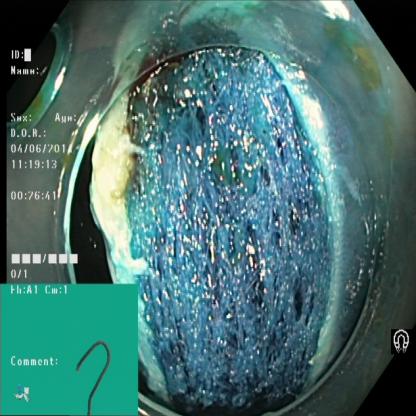 ID:
Name:
Sex: Age:
D.O.B.:
04/06/201
11:19:13
00:26:41
0/1
Eh:A1 Cm:1
Comment: